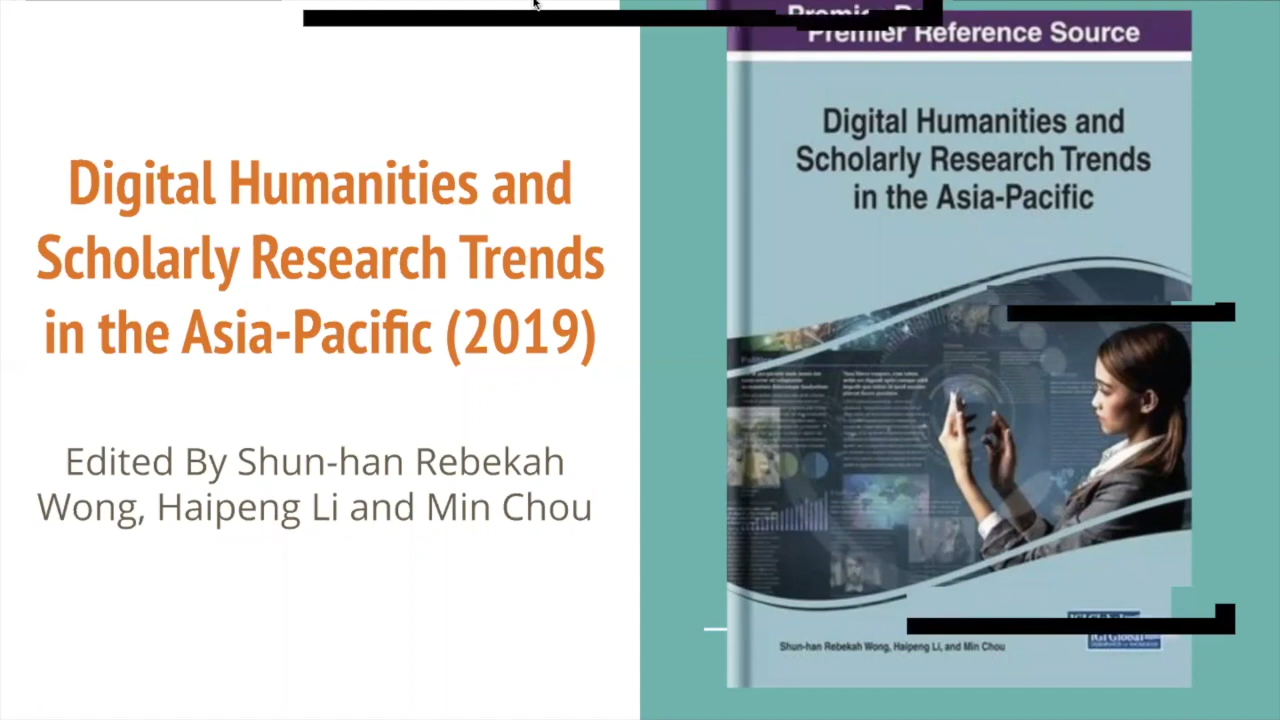 Digital Humanities and
Scholarly Research Trends
in the Asia-Pacific (2019)
Edited By Shun-han Rebekah
Wong, Haipeng Li and Min Chou
Premier Reference Source
Digital Humanities and
Scholarly Research Trends
in the Asia-Pacific
Shun-han Rebekah Wong, Haipeng Li, and Min Chou
IGI Global